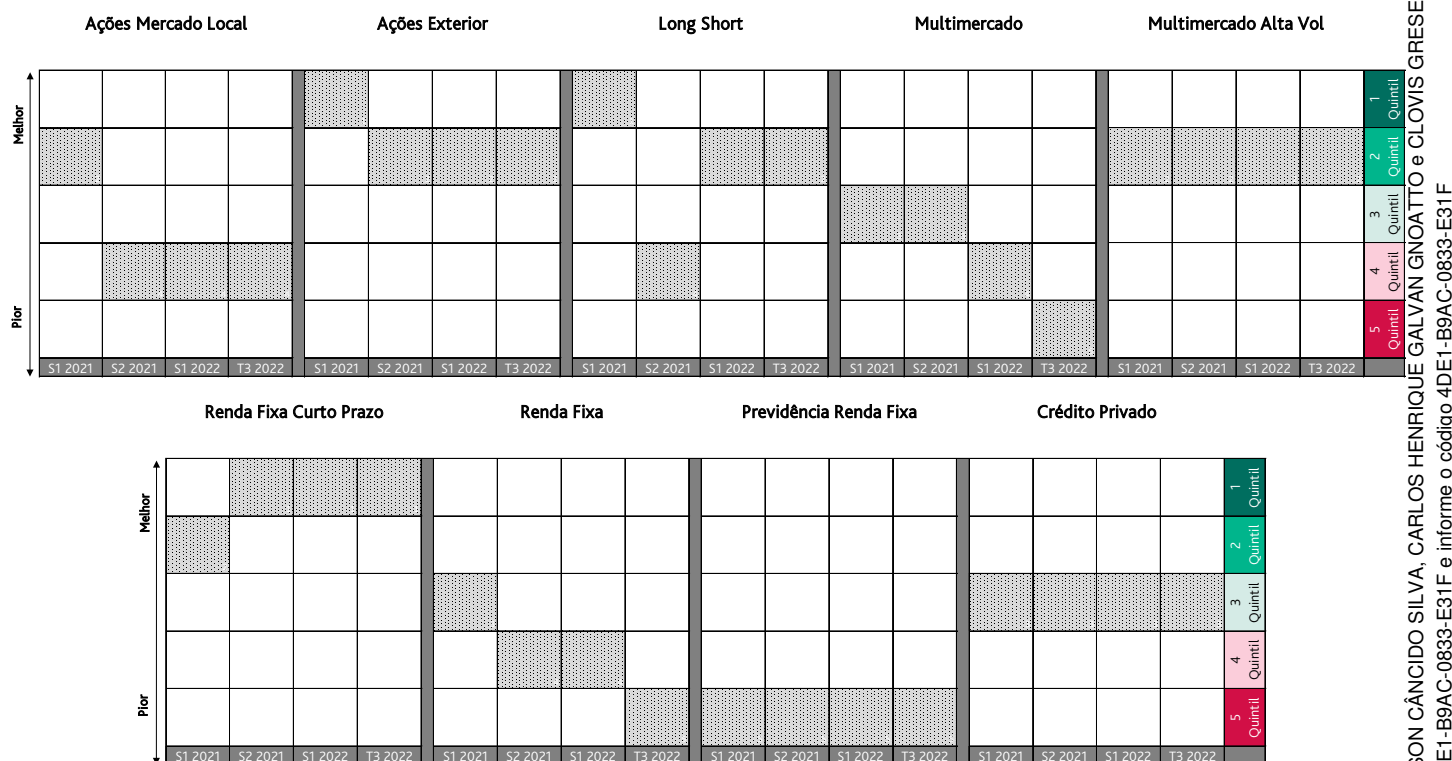 Ações Mercado Local
Ações Exterior
Long Short
Multimercado
Multimercado Alta Vol
Melhor
Pior
1 Quintil
2 Quintil
3 Quintil
4 Quintil
5 Quintil
S1 2021 S2 2021 S1 2022 T3 2022 S1 2021 S2 2021 S1 2022 T3 2022 S1 2021 S2 2021 S1 2022 T3 2022 S1 2021 S2 2021 S1 2022 T3 2022 S1 2021 S2 2021 S1 2022 T3 2022
Renda Fixa Curto Prazo
Renda Fixa
Previdência Renda Fixa
Crédito Privado
Melhor
Pior
1 Quintil
2 Quintil
3 Quintil
4 Quintil
5 Quintil
S1 2021 S2 2021 S1 2022 T3 2022 S1 2021 S2 2021 S1 2022 T3 2022 S1 2021 S2 2021 S1 2022 T3 2022 S1 2021 S2 2021 S1 2022 T3 2022
CÂNCIDO SILVA, CARLOS HENRIQUE GALVAN GNOATTO e CLOVIS
E1-B9AC-0833-E31F e informe o código 4DE1-B9AC-0833-E31F